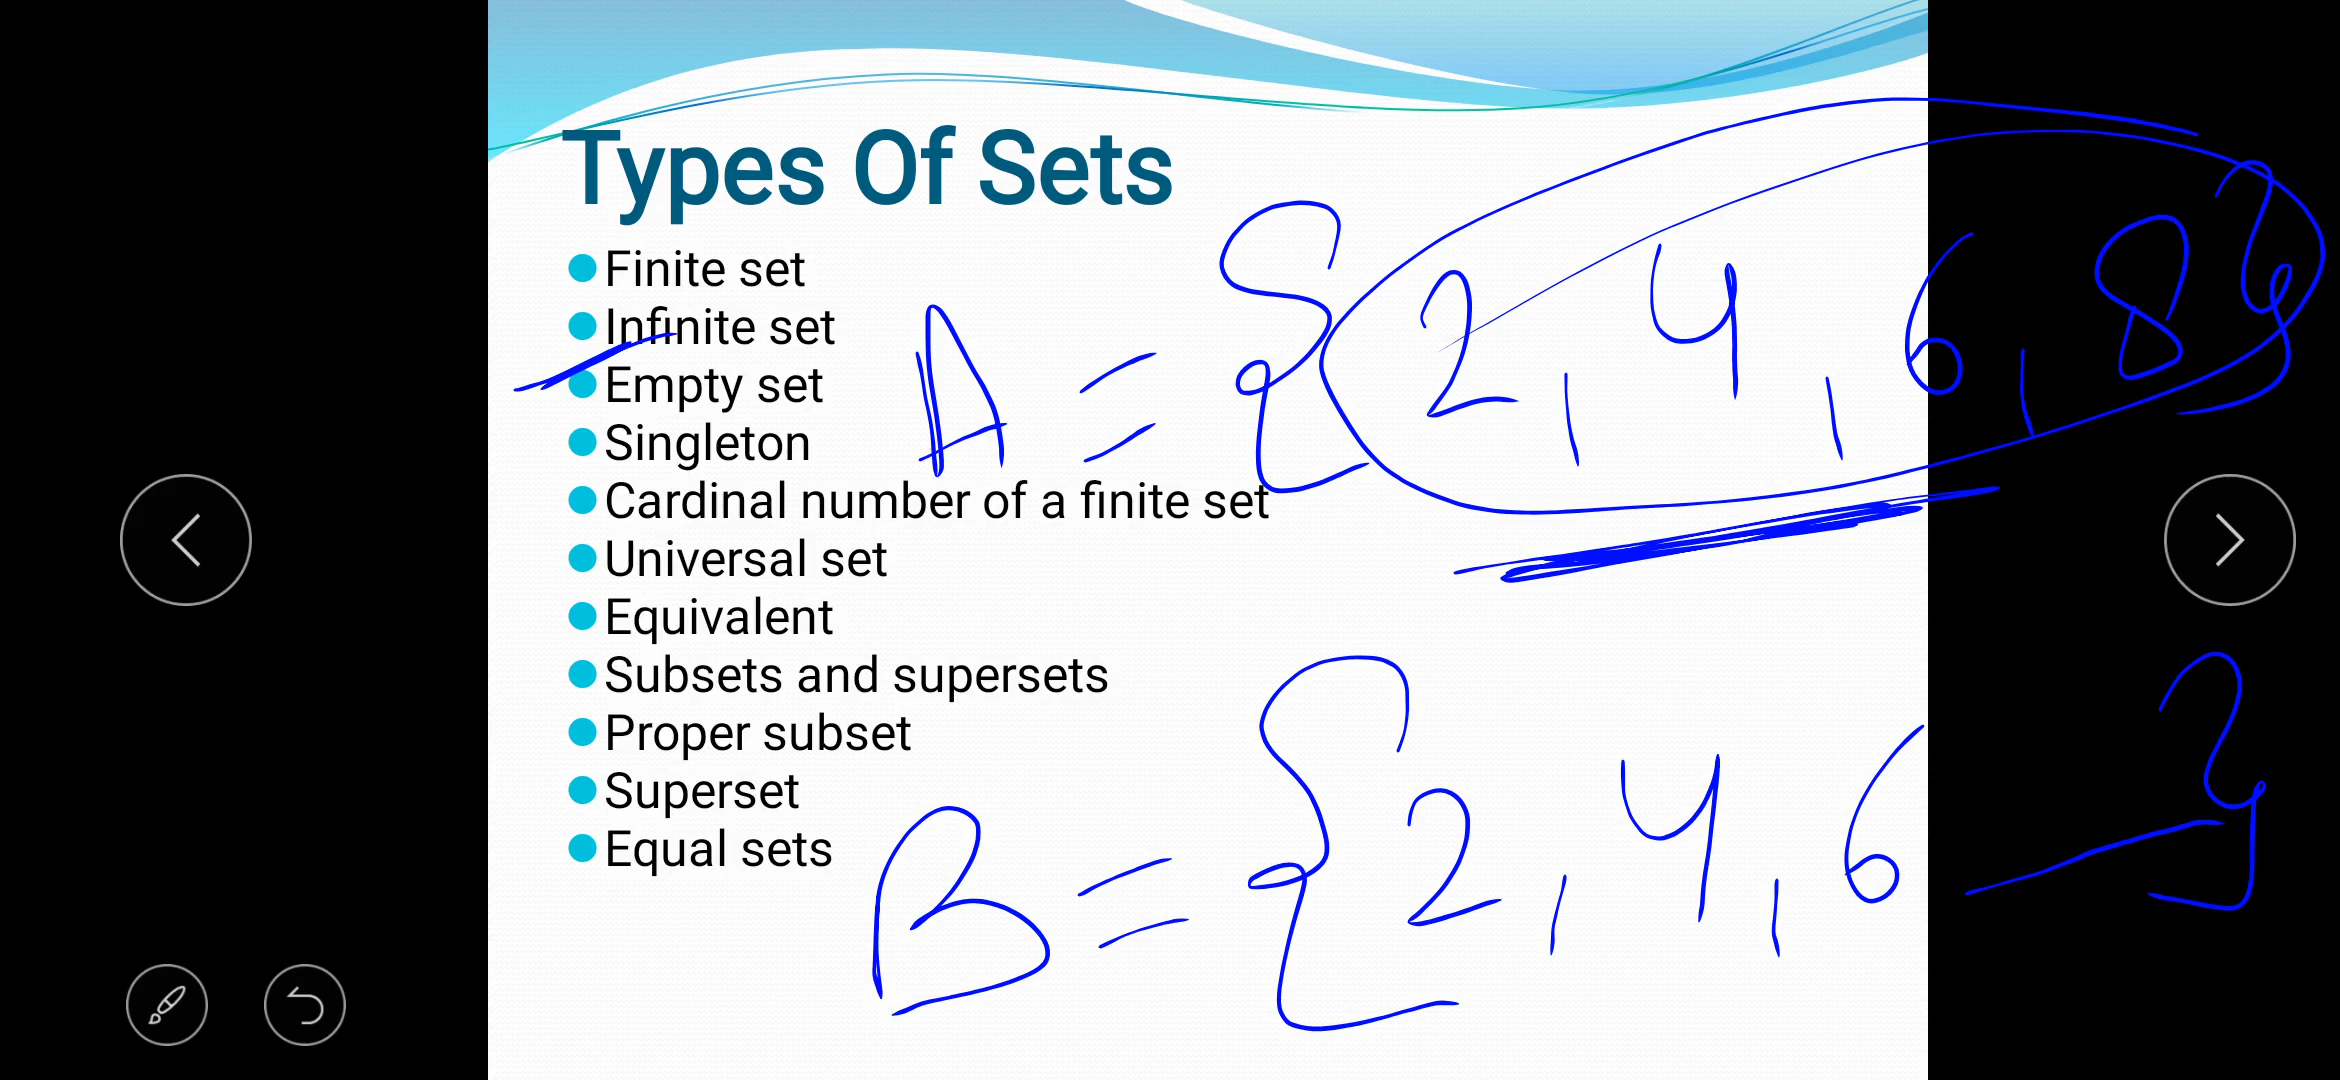 Types Of Sets
Finite set
Infinite set
Empty set
Singleton
Cardinal number of a finite set
Universal set
Equivalent
Subsets and supersets
Proper subset
Superset
Equal sets
A = {2, 4, 6, 8}
B = {2, 4, 6 }